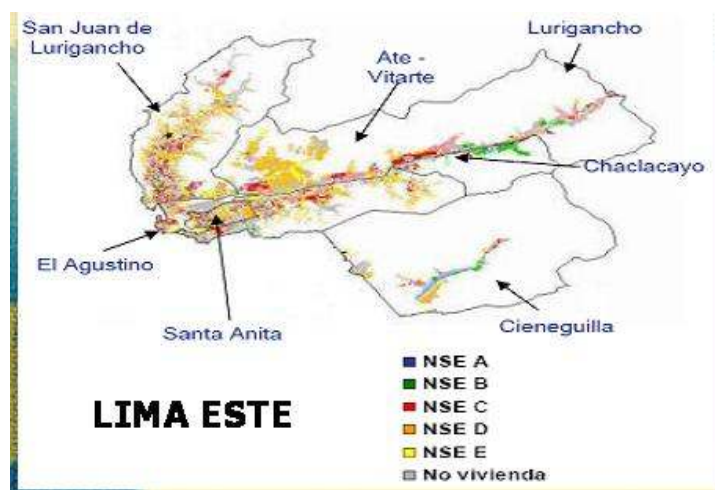 San Juan de
Lurigancho
Lurigancho
Ate -
Vitarte
Chaclacayo
El Agustino
Santa Anita
Cieneguilla
LIMA ESTE
NSE A
NSE B
NSE C
NSE D
NSE E
No vivienda